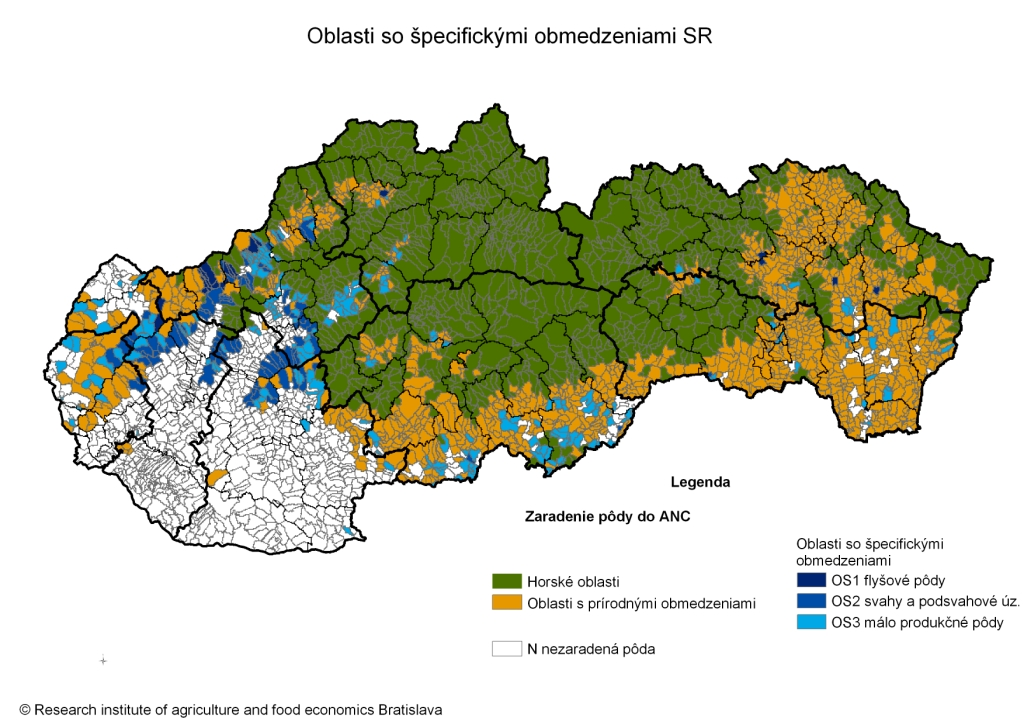 Oblasti so špecifickými obmedzeniami SR
Legenda
Zaradenie pôdy do ANC
Horské oblasti
Oblasti s prírodnými obmedzeniami
N nezaradená pôda
Oblasti so špecifickými
obmedzeniami
OS1 flyšové pôdy
OS2 svahy a podsvahové úz.
OS3 málo produkčné pôdy
© Research institute of agriculture and food economics Bratislava